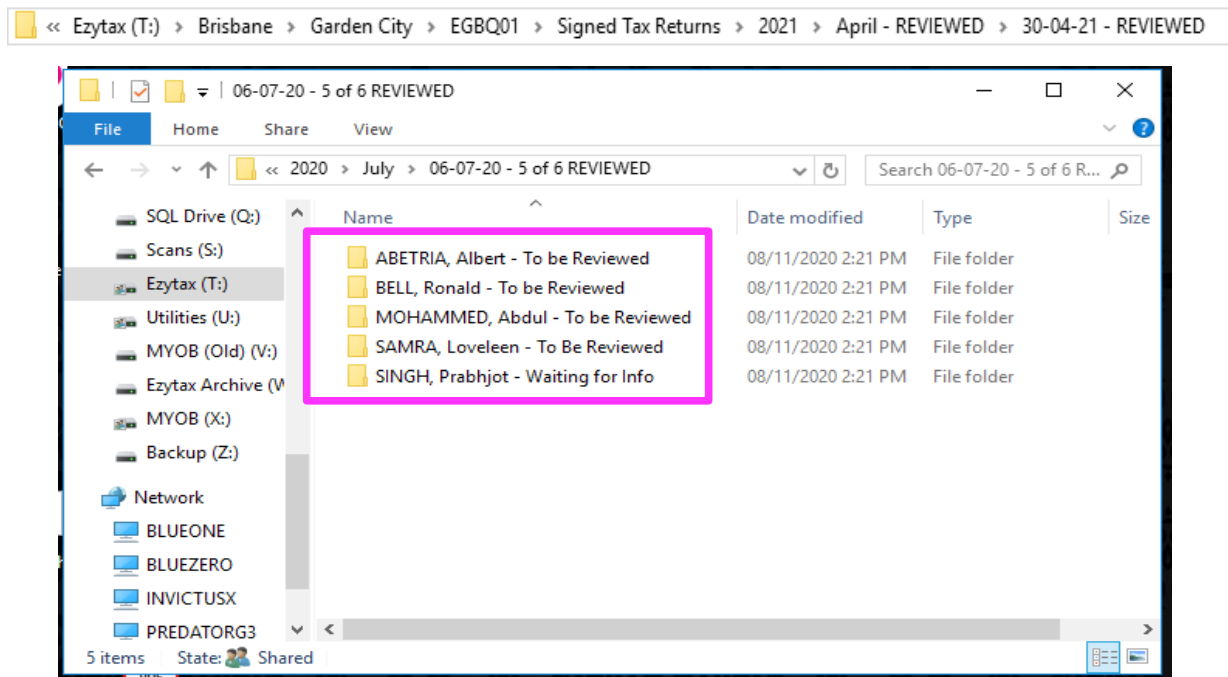 « Ezytax (T:) > Brisbane > Garden City > EGBQ01 > Signed Tax Returns > 2021 > April - REVIEWED > 30-04-21 - REVIEWED
06-07-20 - 5 of 6 REVIEWED
File Home Share View
« 2020 > July > 06-07-20 - 5 of 6 REVIEWED Search 06-07-20 - 5 of 6 R...
SQL Drive (Q:)
Scans (S:)
Ezytax (T:)
Utilities (U:)
MYOB (Old) (V:)
Ezytax Archive (W
MYOB (X:)
Backup (Z:)
Network
BLUEONE
BLUEZERO
INVICTUSX
PREDATORG3
Name Date modified Type Size
ABETRIA, Albert - To be Reviewed 08/11/2020 2:21 PM File folder
BELL, Ronald - To be Reviewed 08/11/2020 2:21 PM File folder
MOHAMMED, Abdul - To be Reviewed 08/11/2020 2:21 PM File folder
SAMRA, Loveleen - To Be Reviewed 08/11/2020 2:21 PM File folder
SINGH, Prabhjot - Waiting for Info 08/11/2020 2:21 PM File folder
5 items State: Shared